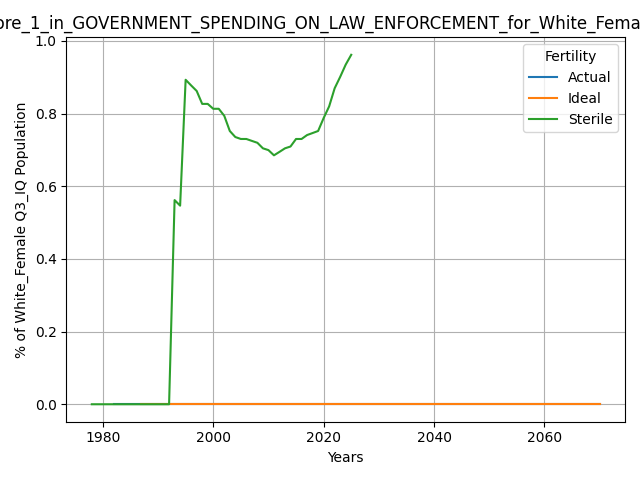 ore_1_in_GOVERNMENT_SPENDING_ON_LAW_ENFORCEMENT_for_White_Fema
Fertility
Actual
Ideal
Sterile
% of White_Female Q3_IQ Population
1.0
0.8
0.6
0.4
0.2
0.0
1980 2000 2020 2040 2060
Years